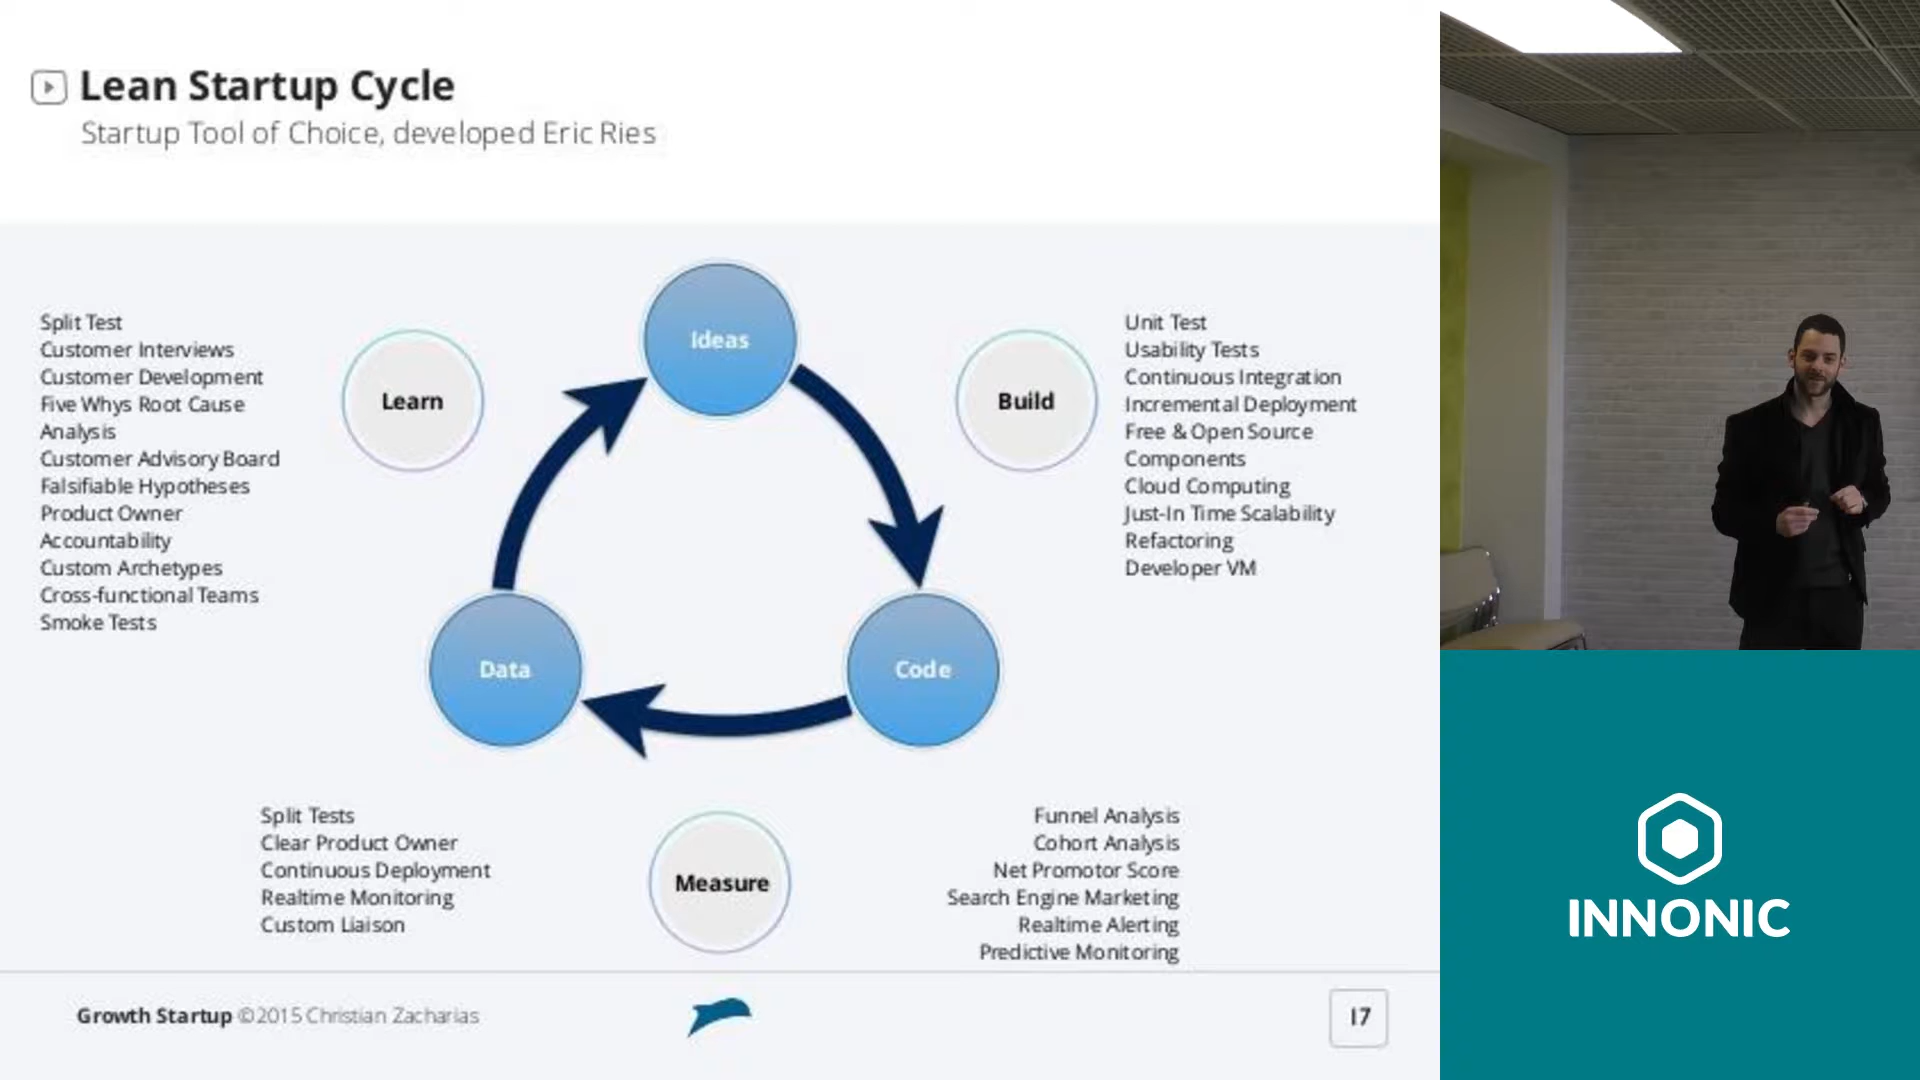 Lean Startup Cycle
Startup Tool of Choice, developed Eric Ries
Ideas
Split Test
Customer Interviews
Customer Development
Five Whys Root Cause
Analysis
Customer Advisory Board
Falsifiable Hypotheses
Product Owner
Accountability
Custom Archetypes
Cross-functional Teams
Smoke Tests
Learn
Build
Unit Test
Usability Tests
Continuous Integration
Incremental Deployment
Free & Open Source
Components
Cloud Computing
Just-In Time Scalability
Refactoring
Developer VM
Data
Code
Split Tests
Clear Product Owner
Continuous Deployment
Realtime Monitoring
Custom Liaison
Measure
Funnel Analysis
Cohort Analysis
Net Promotor Score
Search Engine Marketing
Realtime Alerting
Predictive Monitoring
Growth Startup ©2015 Christian Zacharias
17
INNONIC